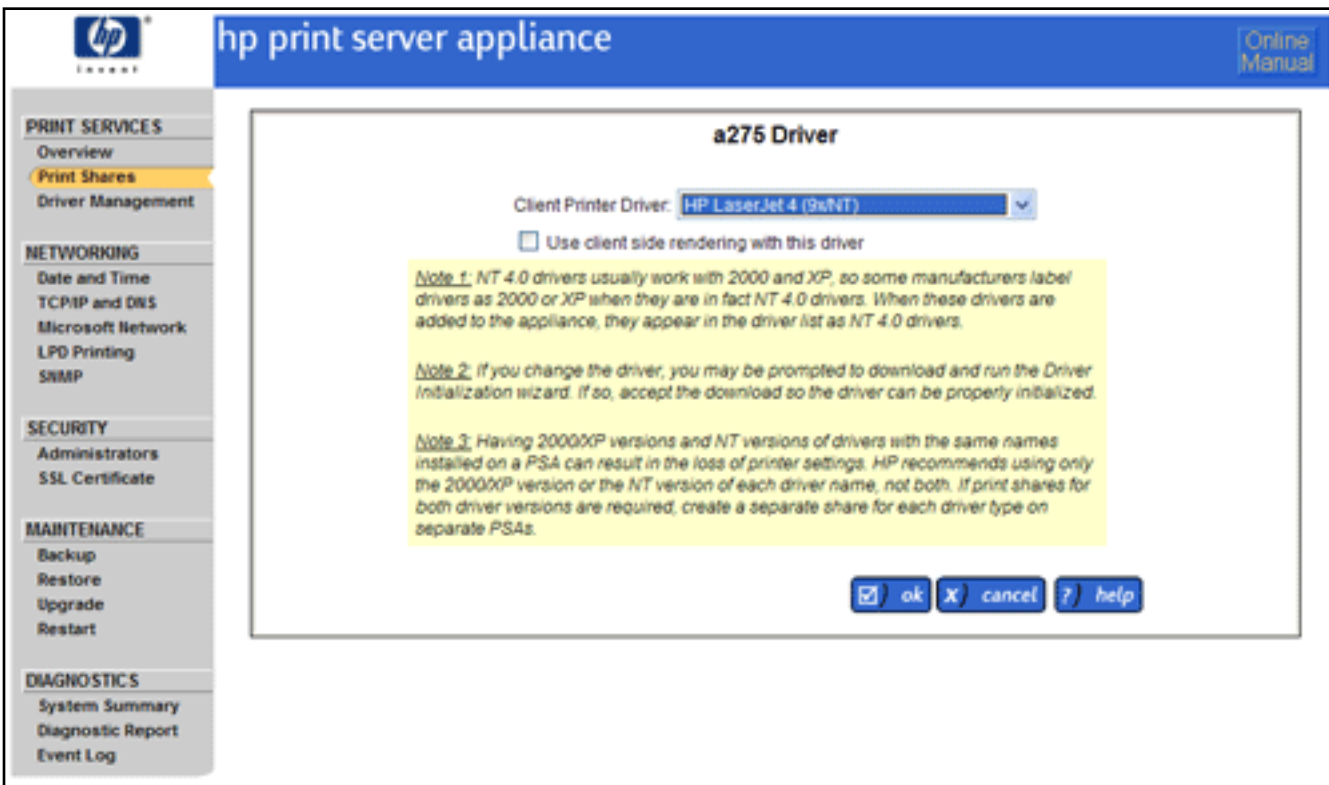 hp
invent
hp print server appliance
Online
Manual
PRINT SERVICES
Overview
Print Shares
Driver Management
NETWORKING
Date and Time
TCP/IP and DNS
Microsoft Network
LPD Printing
SNMP
SECURITY
Administrators
SSL Certificate
MAINTENANCE
Backup
Restore
Upgrade
Restart
DIAGNOSTICS
System Summary
Diagnostic Report
Event Log
a275 Driver
Client Printer Driver: HP LaserJet 4 (9x/NT)
Use client side rendering with this driver
Note 1: NT 4.0 drivers usually work with 2000 and XP, so some manufacturers label
drivers as 2000 or XP when they are in fact NT 4.0 drivers. When these drivers are
added to the appliance, they appear in the driver list as NT 4.0 drivers.
Note 2: If you change the driver, you may be prompted to download and run the Driver
Initialization wizard. If so, accept the download so the driver can be properly initialized.
Note 3: Having 2000/XP versions and NT versions of drivers with the same names
installed on a PSA can result in the loss of printer settings. HP recommends using only
the 2000/XP version or the NT version of each driver name, not both. If print shares for
both driver versions are required, create a separate share for each driver type on
separate PSAs.
ok x cancel ? help